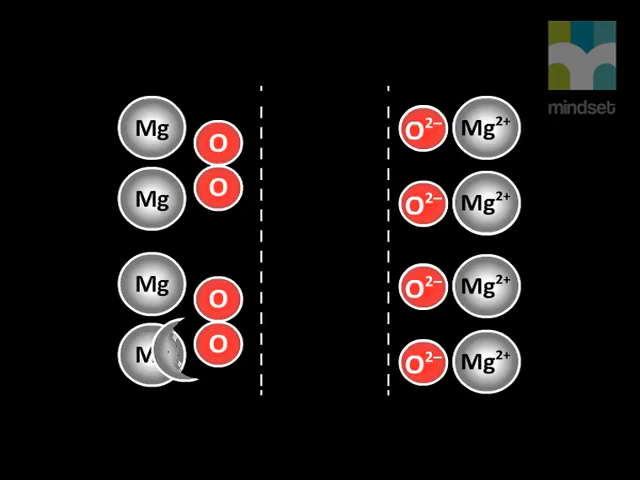 mindset
Mg O O²⁻ Mg²⁺
Mg O O²⁻ Mg²⁺
Mg O O²⁻ Mg²⁺
O O²⁻ Mg²⁺